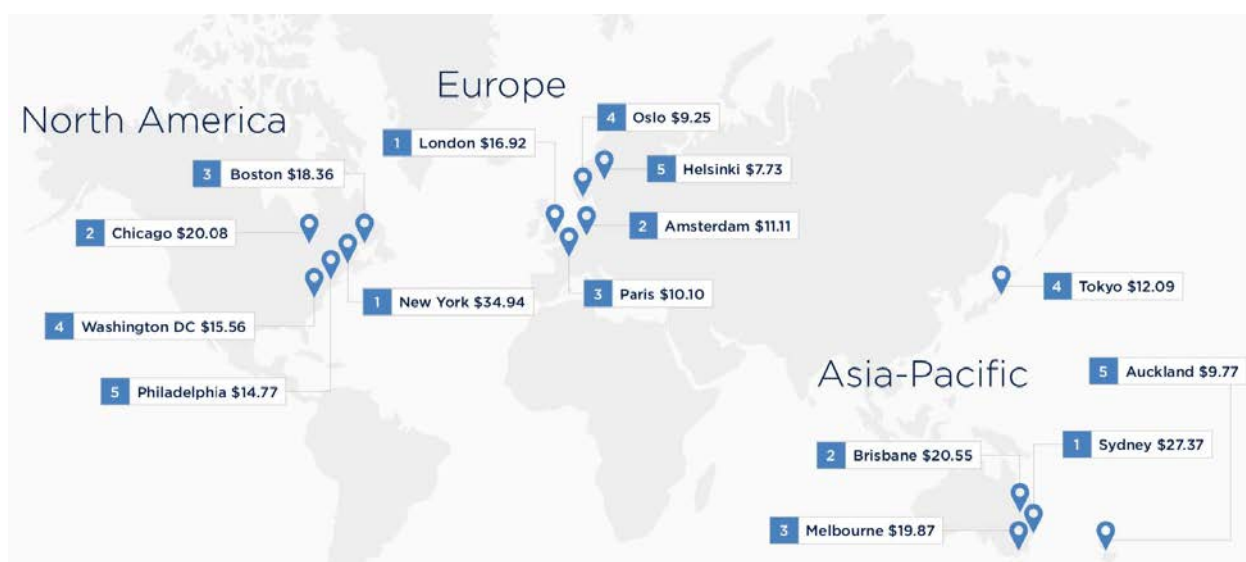 North America
3 Boston $18.36
2 Chicago $20.08
1 New York $34.94
4 Washington DC $15.56
5 Philadelphia $14.77
Europe
4 Oslo $9.25
1 London $16.92
5 Helsinki $7.73
2 Amsterdam $11.11
3 Paris $10.10
Asia-Pacific
4 Tokyo $12.09
5 Auckland $9.77
1 Sydney $27.37
2 Brisbane $20.55
3 Melbourne $19.87